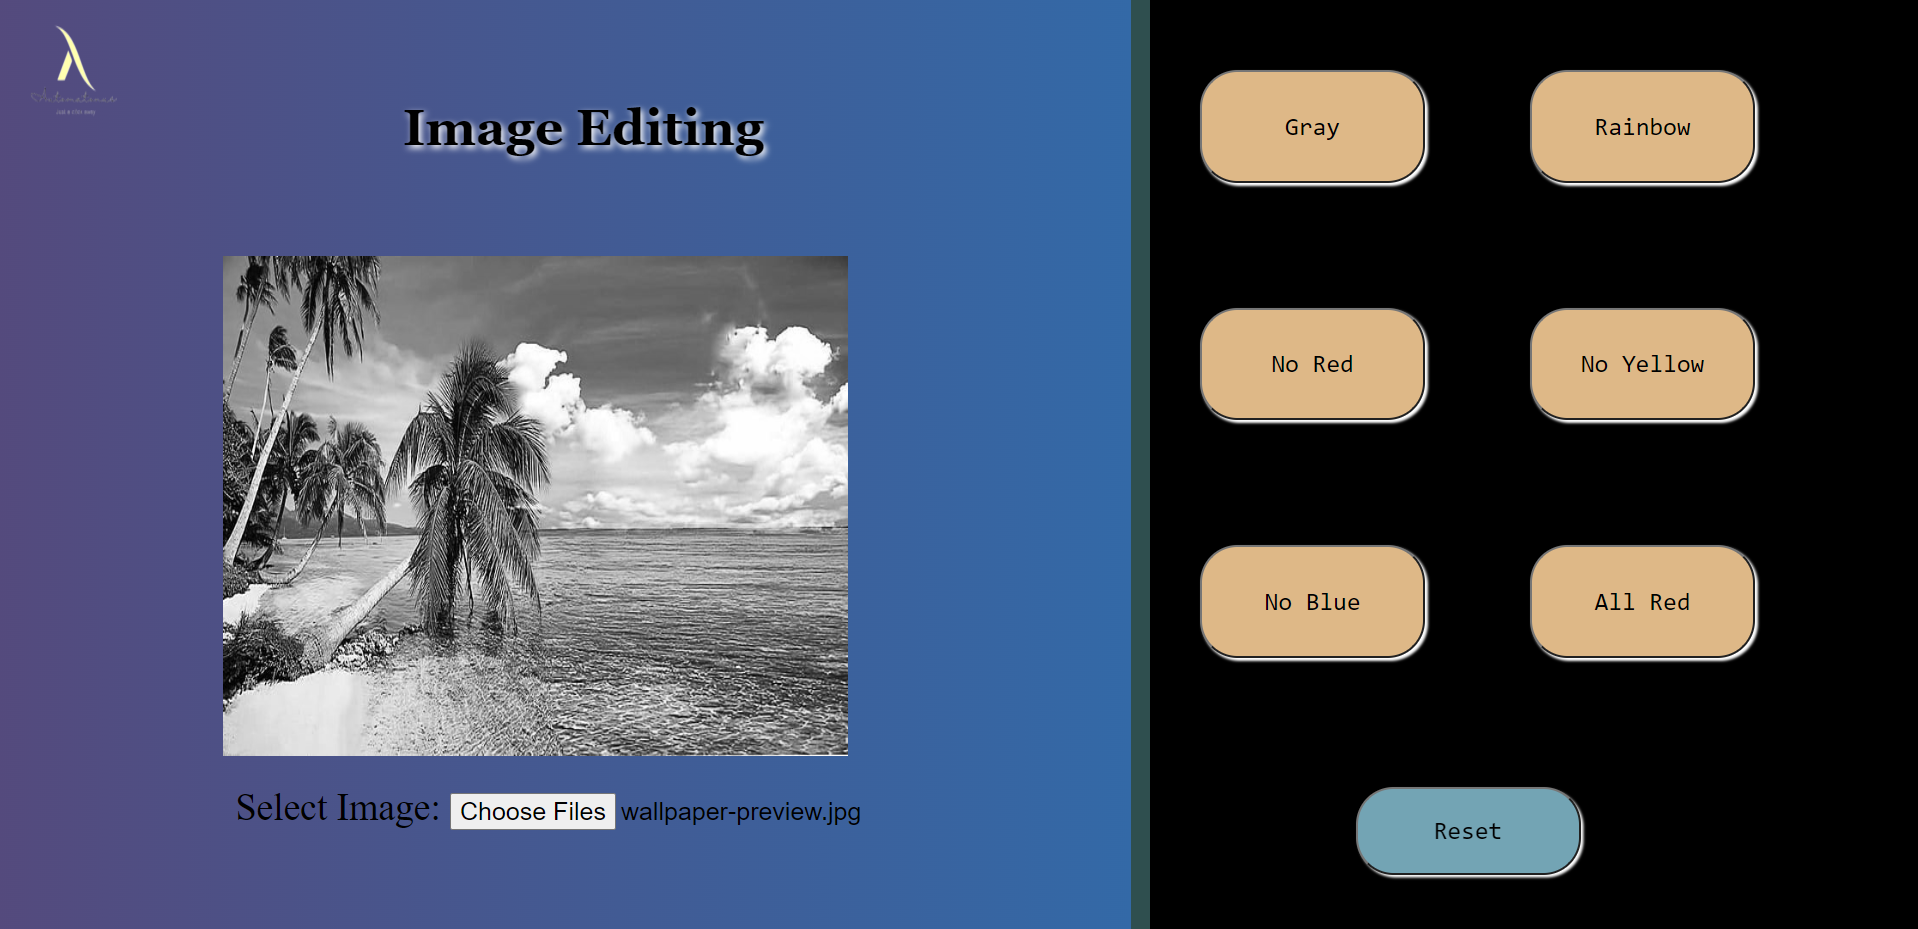 Image Editing
Select Image: Choose Files wallpaper-preview.jpg
Gray
Rainbow
No Red
No Yellow
No Blue
All Red
Reset